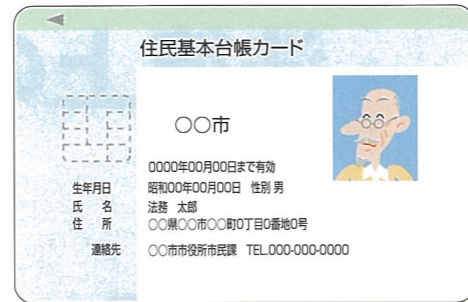 住民基本台帳カード
○○市
0000年00月00日まで有効
生年月日 昭和00年00月00日 性別 男
氏 名 法務 太郎
住 所 ○○県○○市○○町0丁目0番地0号
連絡先 ○○市市役所市民課 TEL.000-000-0000